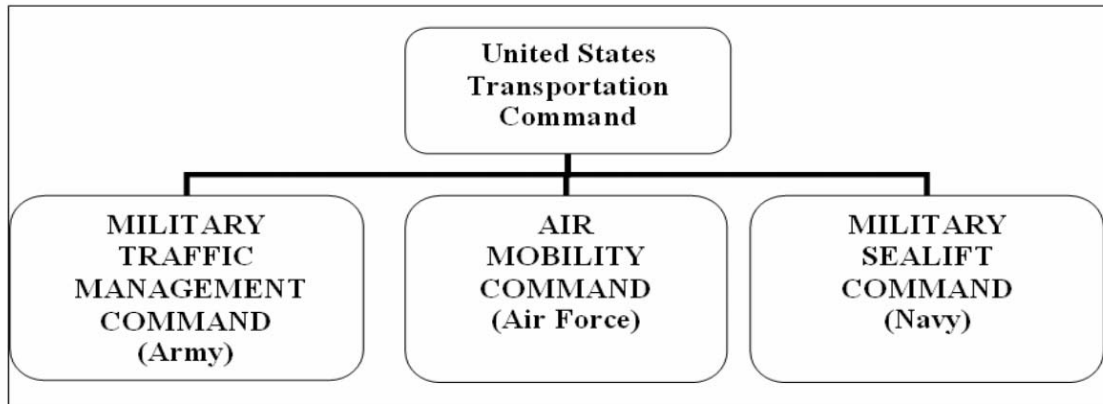 United States
Transportation
Command
MILITARY
TRAFFIC
MANAGEMENT
COMMAND
(Army)
AIR
MOBILITY
COMMAND
(Air Force)
MILITARY
SEALIFT
COMMAND
(Navy)